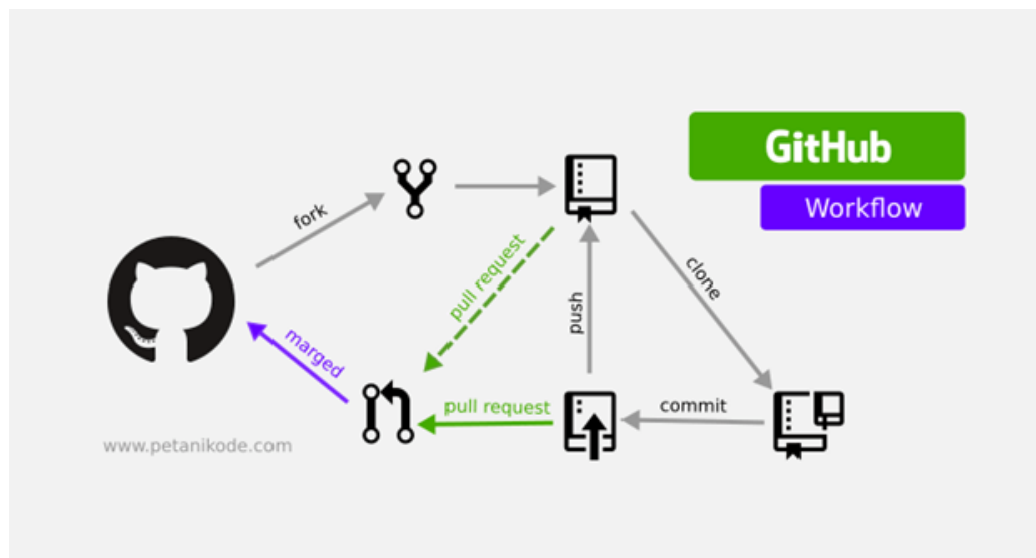 GitHub
Workflow
fork
pull request
clone
push
marged
pull request
commit
www.petanikode.com